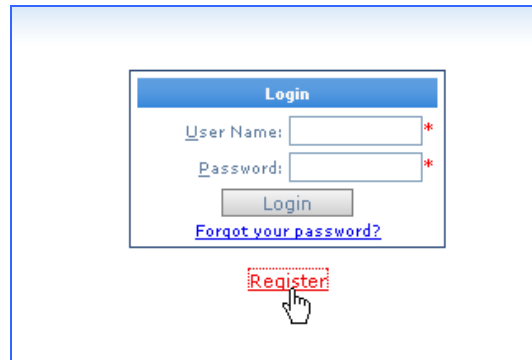 Login
User Name: *
Password: *
Login
Forgot your password?
Register